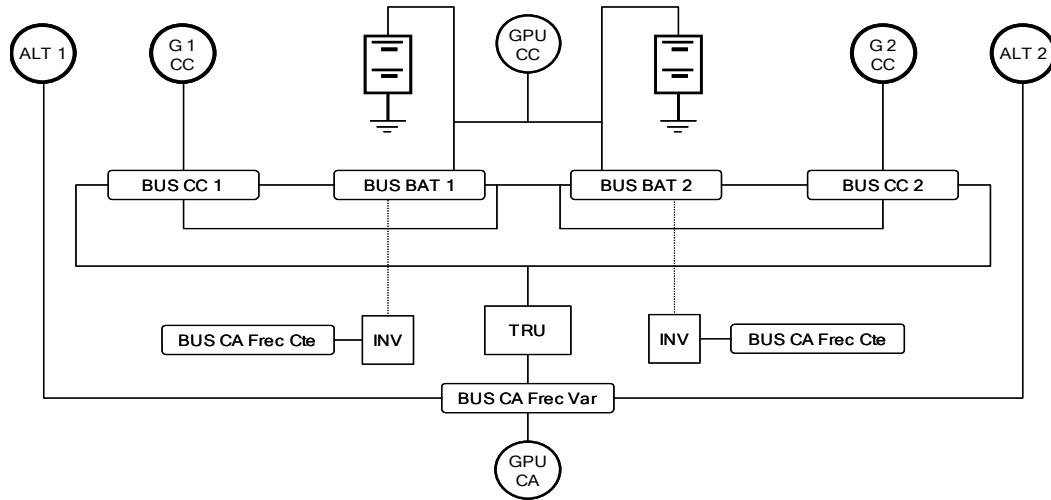 ALT 1
G 1
CC
GPU
CC
G 2
CC
ALT 2
BUS CC 1
BUS BAT 1
BUS BAT 2
BUS CC 2
BUS CA Frec Cte
INV
TRU
INV
BUS CA Frec Cte
BUS CA Frec Var
GPU
CA